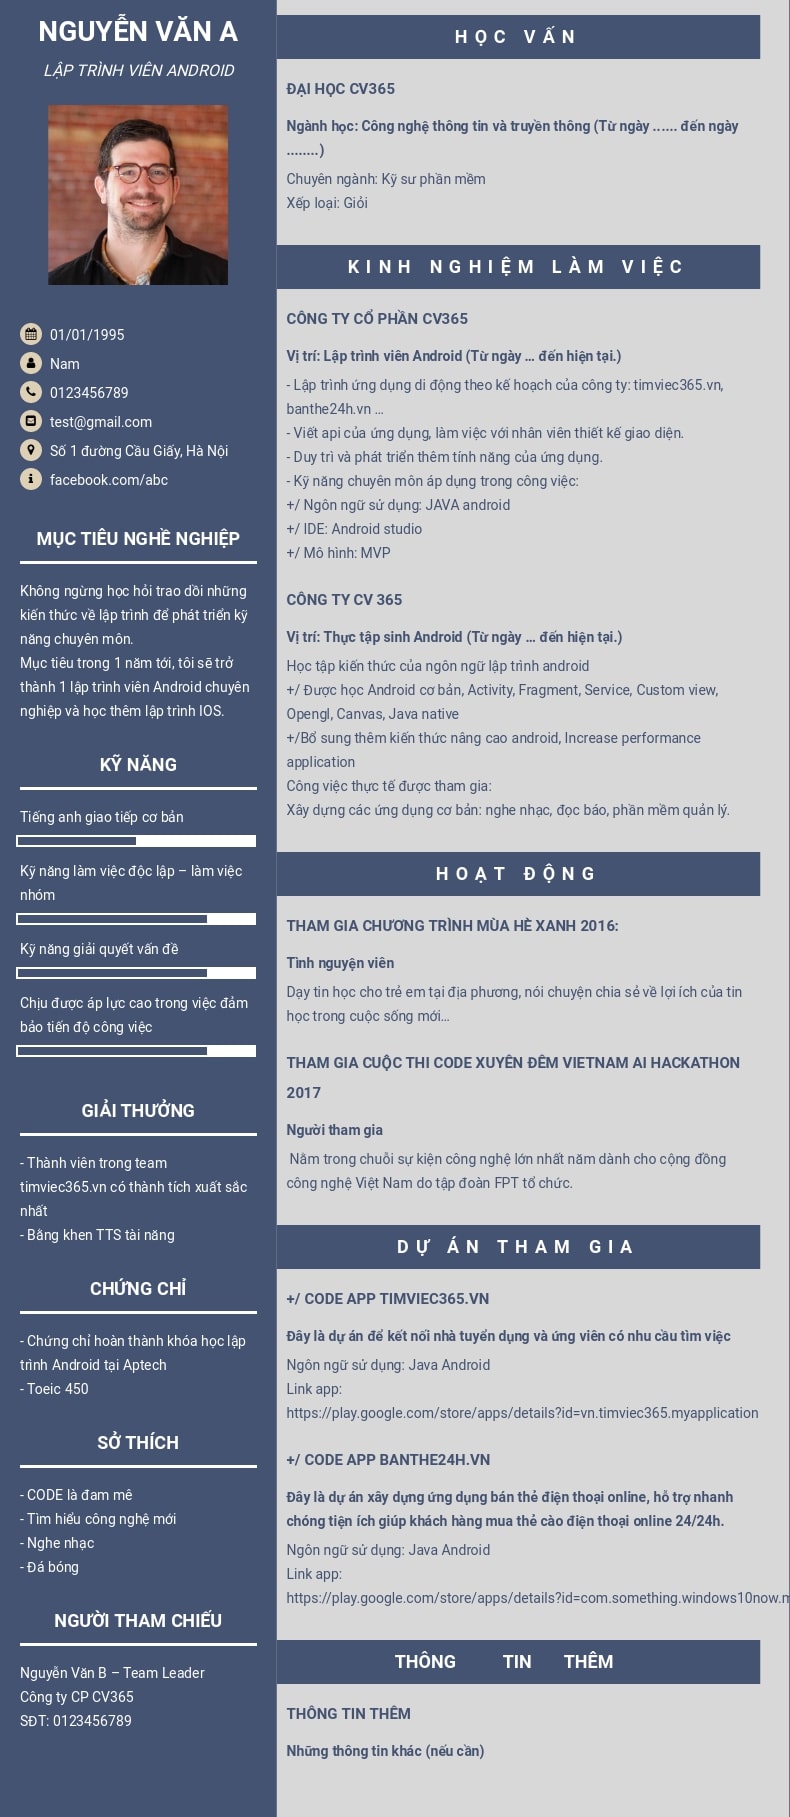 NGUYỄN VĂN A
LẬP TRÌNH VIÊN ANDROID
01/01/1995
Nam
0123456789
test@gmail.com
Số 1 đường Cầu Giấy, Hà Nội
facebook.com/abc
MỤC TIÊU NGHỀ NGHIỆP
Không ngừng học hỏi trao dồi những
kiến thức về lập trình để phát triển kỹ
năng chuyên môn.
Mục tiêu trong 1 năm tới, tôi sẽ trở
thành 1 lập trình viên Android chuyên
nghiệp và học thêm lập trình IOS.
KỸ NĂNG
Tiếng anh giao tiếp cơ bản
Kỹ năng làm việc độc lập – làm việc
nhóm
Kỹ năng giải quyết vấn đề
Chịu được áp lực cao trong việc đảm
bảo tiến độ công việc
GIẢI THƯỞNG
- Thành viên trong team
timviec365.vn có thành tích xuất sắc
nhất
- Bằng khen TTS tài năng
CHỨNG CHỈ
- Chứng chỉ hoàn thành khóa học lập
trình Android tại Aptech
- Toeic 450
SỞ THÍCH
- CODE là đam mê
- Tìm hiểu công nghệ mới
- Nghe nhạc
- Đá bóng
NGƯỜI THAM CHIẾU
Nguyễn Văn B – Team Leader
Công ty CP CV365
SĐT: 0123456789
HỌC VẤN
ĐẠI HỌC CV365
Ngành học: Công nghệ thông tin và truyền thông (Từ ngày ...... đến ngày
........)
Chuyên ngành: Kỹ sư phần mềm
Xếp loại: Giỏi
KINH NGHIỆM LÀM VIỆC
CÔNG TY CỔ PHẦN CV365
Vị trí: Lập trình viên Android (Từ ngày ... đến hiện tại.)
- Lập trình ứng dụng di động theo kế hoạch của công ty: timviec365.vn,
banthe24h.vn ...
- Viết api của ứng dụng, làm việc với nhân viên thiết kế giao diện.
- Duy trì và phát triển thêm tính năng của ứng dụng.
- Kỹ năng chuyên môn áp dụng trong công việc:
+/ Ngôn ngữ sử dụng: JAVA android
+/ IDE: Android studio
+/ Mô hình: MVP
CÔNG TY CV 365
Vị trí: Thực tập sinh Android (Từ ngày ... đến hiện tại.)
Học tập kiến thức của ngôn ngữ lập trình android
+/ Được học Android cơ bản, Activity, Fragment, Service, Custom view,
Opengl, Canvas, Java native
+/Bổ sung thêm kiến thức nâng cao android, Increase performance
application
Công việc thực tế được tham gia:
Xây dựng các ứng dụng cơ bản: nghe nhạc, đọc báo, phần mềm quản lý.
HOẠT ĐỘNG
THAM GIA CHƯƠNG TRÌNH MÙA HÈ XANH 2016:
Tình nguyện viên
Dạy tin học cho trẻ em tại địa phương, nói chuyện chia sẻ về lợi ích của tin
học trong cuộc sống mới...
THAM GIA CUỘC THI CODE XUYÊN ĐÊM VIETNAM AI HACKATHON
2017
Người tham gia
Nằm trong chuỗi sự kiện công nghệ lớn nhất năm dành cho cộng đồng
công nghệ Việt Nam do tập đoàn FPT tổ chức.
DỰ ÁN THAM GIA
+/ CODE APP TIMVIEC365.VN
Đây là dự án để kết nối nhà tuyển dụng và ứng viên có nhu cầu tìm việc
Ngôn ngữ sử dụng: Java Android
Link app:
https://play.google.com/store/apps/details?id=vn.timviec365.myapplication
+/ CODE APP BANTHE24H.VN
Đây là dự án xây dựng ứng dụng bán thẻ điện thoại online, hỗ trợ nhanh
chóng tiện ích giúp khách hàng mua thẻ cào điện thoại online 24/24h.
Ngôn ngữ sử dụng: Java Android
Link app:
https://play.google.com/store/apps/details?id=com.something.windows10now.m
THÔNG TIN THÊM
THÔNG TIN THÊM
Những thông tin khác (nếu cần)